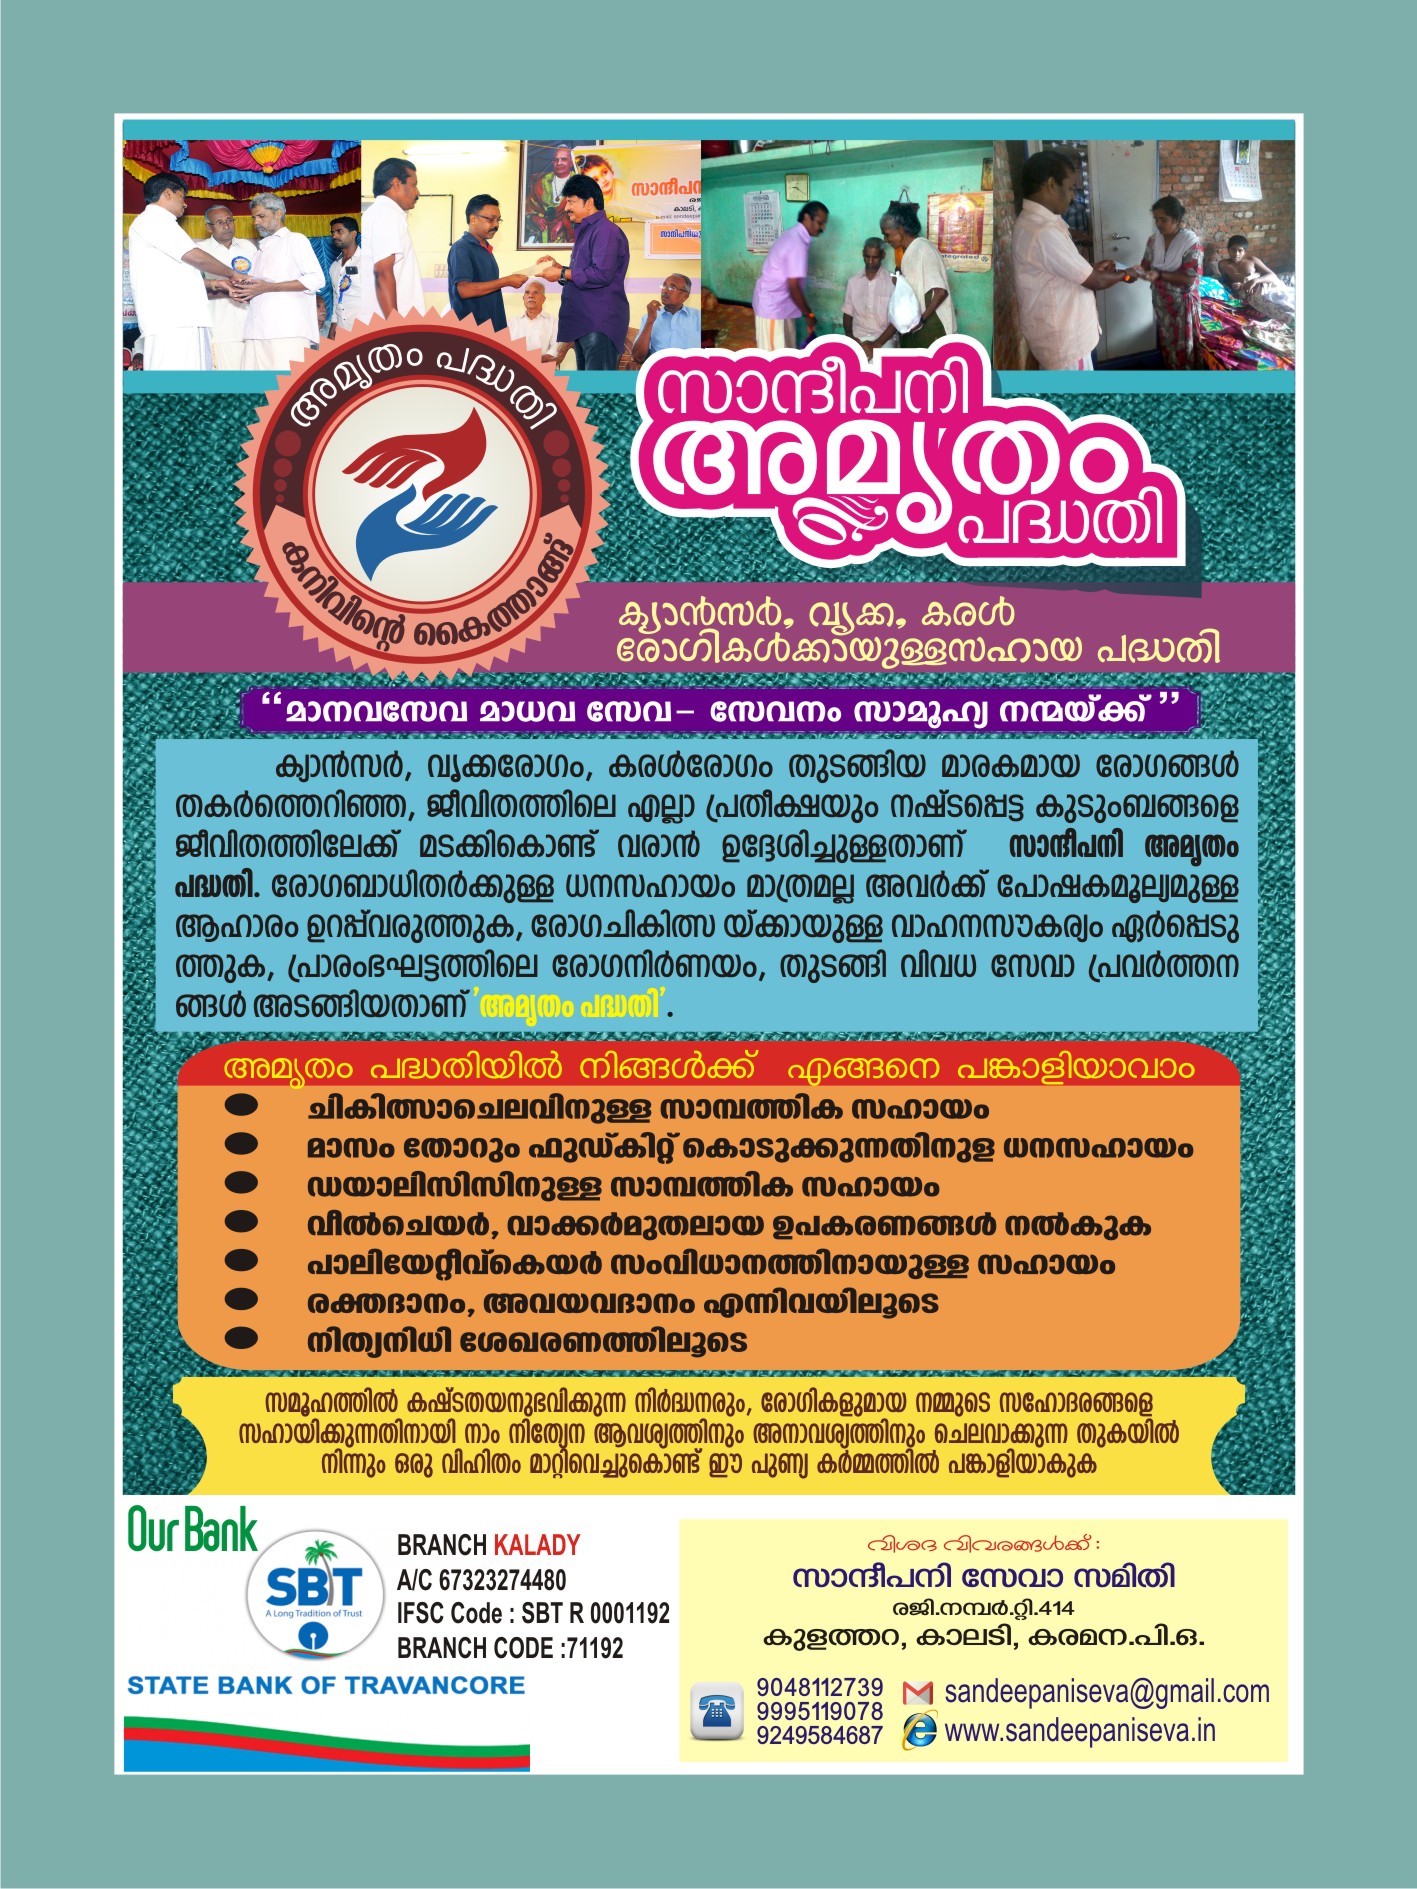 സാന്ദീപനി
അമൃതം
പദ്ധതി
അമൃതം പദ്ധതി
കനിവിന്റെ കൈത്താങ്ങ്
ക്യാൻസർ, വൃക്ക, കരൾ
രോഗികൾക്കായുള്ളസഹായ പദ്ധതി
“മാനവസേവ മാധവ സേവ– സേവനം സാമൂഹ്യ നന്മയ്ക്ക് ”
ക്യാൻസർ, വൃക്കരോഗം, കരൾരോഗം തുടങ്ങിയ മാരകമായ രോഗങ്ങൾ
തകർത്തെറിഞ്ഞ, ജീവിതത്തിലെ എല്ലാ പ്രതീക്ഷയും നഷ്ടപ്പെട്ട കുടുംബങ്ങളെ
ജീവിതത്തിലേക്ക് മടക്കികൊണ്ട് വരാൻ ഉദ്ദേശിച്ചുള്ളതാണ് സാന്ദീപനി അമൃതം
പദ്ധതി. രോഗബാധിതർക്കുള്ള ധനസഹായം മാത്രമല്ല അവർക്ക് പോഷകമൂല്യമുള്ള
ആഹാരം ഉറപ്പ്‌വരുത്തുക, രോഗചികിത്സ യ്ക്കായുള്ള വാഹനസൗകര്യം ഏർപ്പെടു
ത്തുക, പ്രാരംഭഘട്ടത്തിലെ രോഗനിർണയം, തുടങ്ങി വിവധ സേവാ പ്രവർത്തന
ങ്ങൾ അടങ്ങിയതാണ് 'അമൃതം പദ്ധതി'.
അമൃതം പദ്ധതിയിൽ നിങ്ങൾക്ക് എങ്ങനെ പങ്കാളിയാവാം
● ചികിത്സാചെലവിനുള്ള സാമ്പത്തിക സഹായം
● മാസം തോറും ഫുഡ്കിറ്റ് കൊടുക്കുന്നതിനുള ധനസഹായം
● ഡയാലിസിസിനുള്ള സാമ്പത്തിക സഹായം
● വീൽചെയർ, വാക്കർമുതലായ ഉപകരണങ്ങൾ നൽകുക
● പാലിയേറ്റീവ്കെയർ സംവിധാനത്തിനായുള്ള സഹായം
● രക്തദാനം, അവയവദാനം എന്നിവയിലൂടെ
● നിത്യനിധി ശേഖരണത്തിലൂടെ
സമൂഹത്തിൽ കഷ്ടതയനുഭവിക്കുന്ന നിർദ്ധനരും, രോഗികളുമായ നമ്മുടെ സഹോദരങ്ങളെ
സഹായിക്കുന്നതിനായി നാം നിത്യേന ആവശ്യത്തിനും അനാവശ്യത്തിനും ചെലവാക്കുന്ന തുകയിൽ
നിന്നും ഒരു വിഹിതം മാറ്റിവെച്ചുകൊണ്ട് ഈ പുണ്യ കർമ്മത്തിൽ പങ്കാളിയാകുക
Our Bank
SBT
A Long Tradition of Trust
STATE BANK OF TRAVANCORE
BRANCH KALADY
A/C 67323274480
IFSC Code : SBT R 0001192
BRANCH CODE :71192
വിശദ വിവരങ്ങൾക്ക് :
സാന്ദീപനി സേവാ സമിതി
രജി.നമ്പർ.റ്റി.414
കുളത്തറ, കാലടി, കരമന.പി.ഒ.
9048112739
9995119078
9249584687
sandeepaniseva@gmail.com
www.sandeepaniseva.in